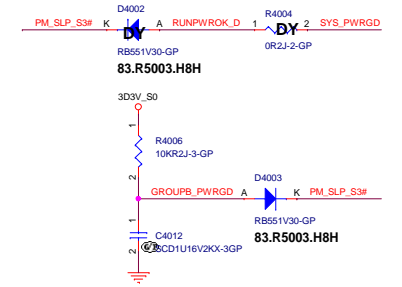 D4002
PM_SLP_S3# K A RUNPWROK_D 1 R4004 2 SYS_PWRGD
DY DY
RB551V30-GP 0R2J-2-GP
83.R5003.H8H
3D3V_S0
1
R4006
10KR2J-3-GP
2
D4003
GROUPB_PWRGD A K PM_SLP_S3#
1
RB551V30-GP
C4012
83.R5003.H8H
SCD1U16V2KX-3GP
2